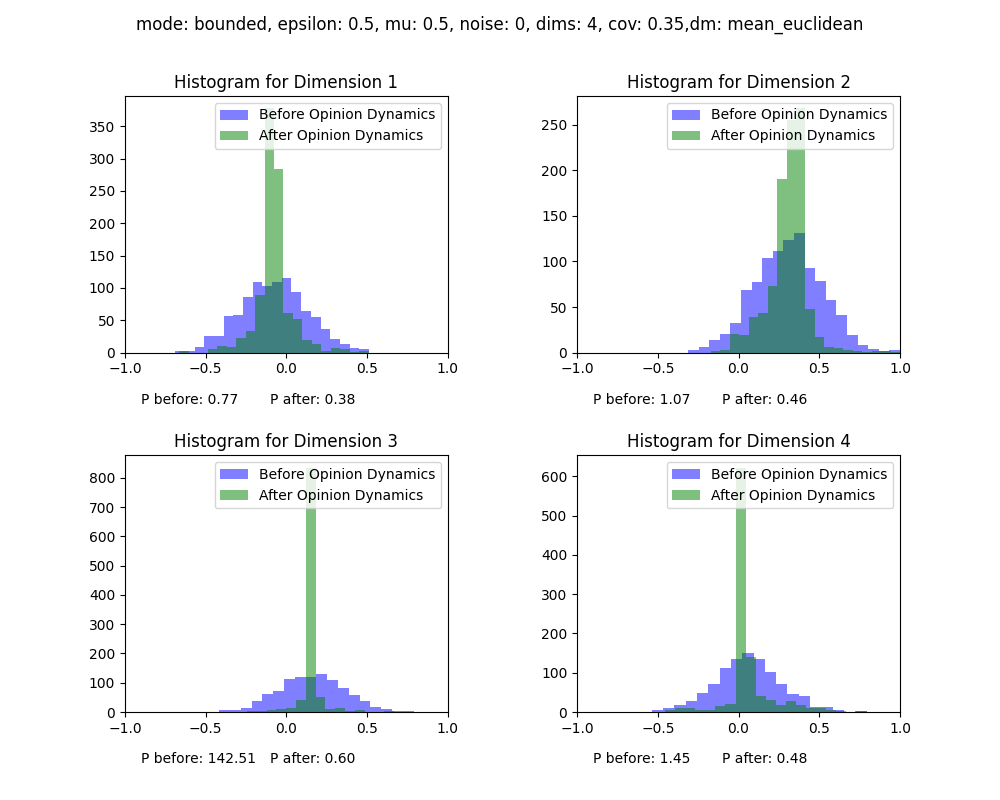 mode: bounded, epsilon: 0.5, mu: 0.5, noise: 0, dims: 4, cov: 0.35,dm: mean_euclidean
Histogram for Dimension 1
Before Opinion Dynamics
After Opinion Dynamics
350
300
250
200
150
100
50
0
−1.0 −0.5 0.0 0.5 1.0
P before: 0.77 P after: 0.38
Histogram for Dimension 2
Before Opinion Dynamics
After Opinion Dynamics
250
200
150
100
50
0
−1.0 −0.5 0.0 0.5 1.0
P before: 1.07 P after: 0.46
Histogram for Dimension 3
Before Opinion Dynamics
After Opinion Dynamics
800
700
600
500
400
300
200
100
0
−1.0 −0.5 0.0 0.5 1.0
P before: 142.51 P after: 0.60
Histogram for Dimension 4
Before Opinion Dynamics
After Opinion Dynamics
600
500
400
300
200
100
0
−1.0 −0.5 0.0 0.5 1.0
P before: 1.45 P after: 0.48